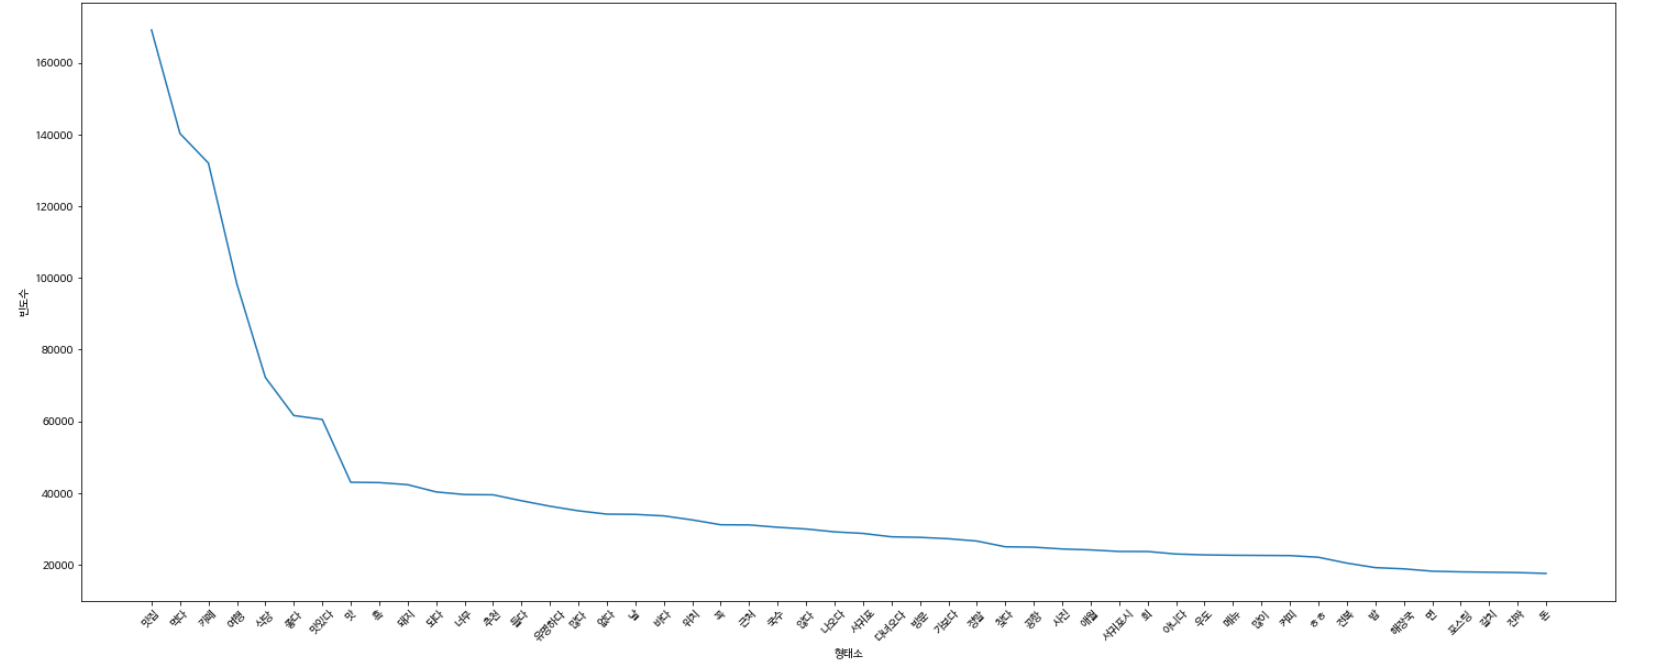 160000
140000
120000
100000
80000
60000
40000
20000
빈도수
맛집
먹다
카페
여행
식당
좋다
맛있다
맛
흑
돼지
되다
너무
추천
들다
유명하다
많다
없다
날
바다
위치
꼭
근처
국수
않다
나오다
서귀포
다녀오다
방문
가보다
정말
찾다
공항
사진
애월
서귀포시
회
아니다
우도
메뉴
많이
커피
ㅎㅎ
전복
밥
해장국
면
포스팅
갈치
진짜
돈
형태소